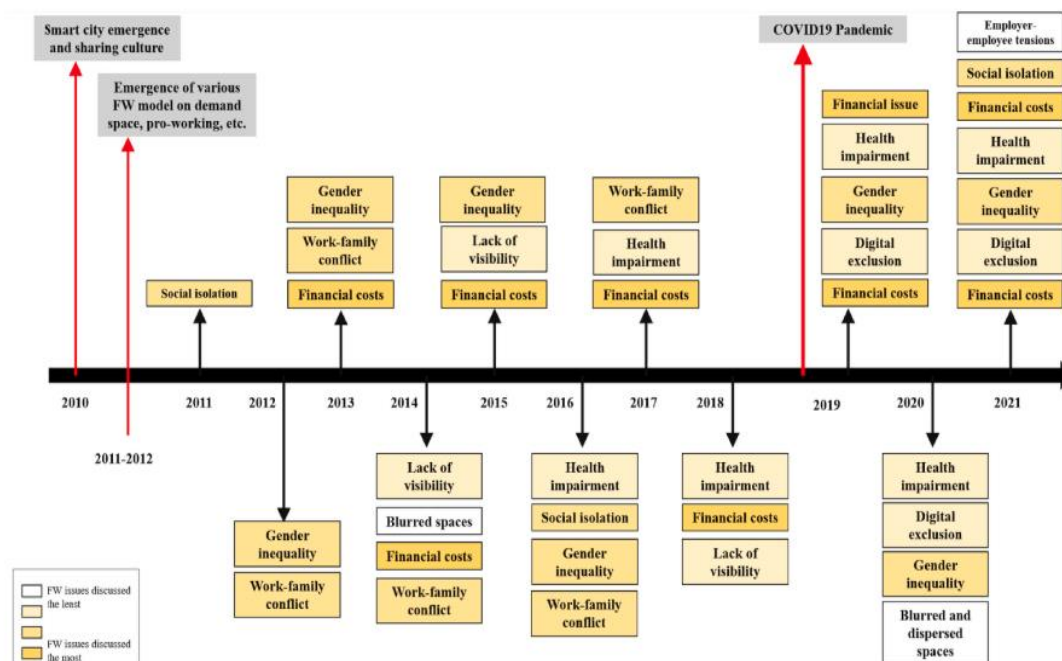 Smart city emergence
and sharing culture
Emergence of various
FW model on demand
space, pro-working, etc.
COVID19 Pandemic
Employer-
employee tensions
Social isolation
Financial costs
Health
impairment
Gender
inequality
Digital
exclusion
Financial costs
Financial issue
Health
impairment
Gender
inequality
Digital
exclusion
Financial costs
Work-family
conflict
Health
impairment
Financial costs
Gender
inequality
Lack of
visibility
Financial costs
Gender
inequality
Work-family
conflict
Financial costs
Social isolation
2010
2011
2012
2013
2014
2015
2016
2017
2018
2019
2020
2021
2011-2012
Gender
inequality
Work-family
conflict
Lack of
visibility
Blurred spaces
Financial costs
Work-family
conflict
Health
impairment
Social isolation
Gender
inequality
Work-family
conflict
Health
impairment
Financial costs
Lack of
visibility
Health
impairment
Digital
exclusion
Gender
inequality
Blurred and
dispersed
spaces
FW issues discussed
the least
FW issues discussed
the most